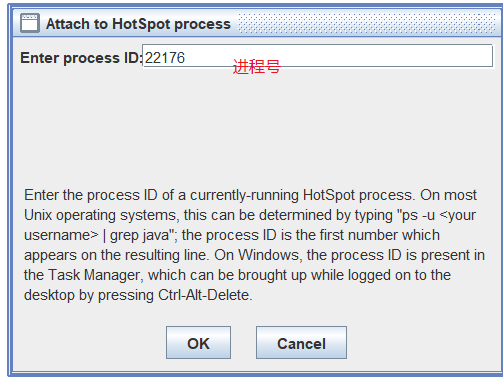 Attach to HotSpot process
Enter process ID:22176
进程号
Enter the process ID of a currently-running HotSpot process. On most
Unix operating systems, this can be determined by typing "ps -u <your
username> | grep java"; the process ID is the first number which
appears on the resulting line. On Windows, the process ID is present in
the Task Manager, which can be brought up while logged on to the
desktop by pressing Ctrl-Alt-Delete.
OK Cancel